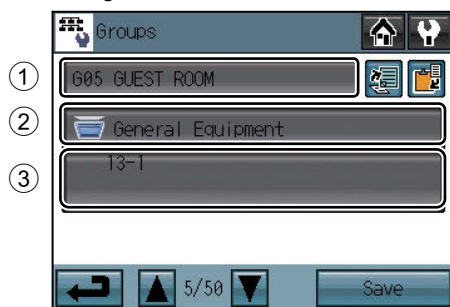 Groups
① G05 GUEST ROOM
② General Equipment
③ 13-1
5/50 Save